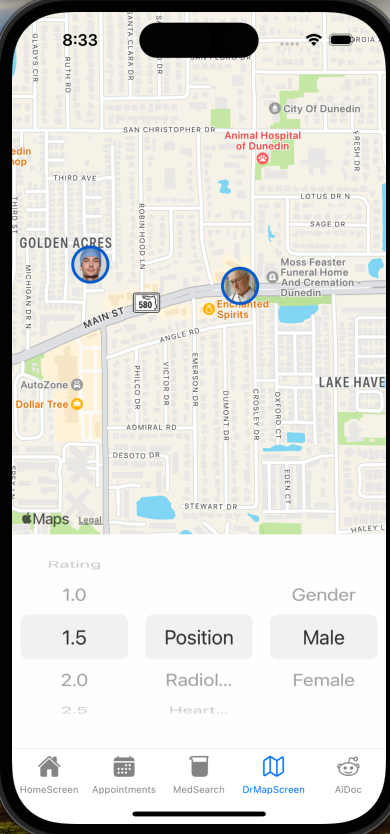 8:33
GLADYS CIR
RUTH RD
SANTA CLARA DR
City Of Dunedin
SAN CHRISTOPHER DR
Animal Hospital
of Dunedin
THIRD AVE
THIRD ST
LOTUS DR N
SAGE DR
ROBIN HOOD LN
GOLDEN ACRES
MICHIGAN DR N
Moss Feaster
Funeral Home
And Cremation -
Dunedin
580
MAIN ST
Enchanted
Spirits
ANGLE RD
AutoZone
Dollar Tree
PHILCO DR
VICTOR DR
EMERSON DR
DUMONT DR
CROSLEY DR
OXFORD CT
LAKE HAVE
ADMIRAL RD
DESOTO DR
EDEN CT
STEWART DR
Maps
Legal
HALEY L
Rating
1.0
Gender
1.5
Position
Male
2.0
Radiol...
Female
2.5
Heart...
HomeScreen
Appointments
MedSearch
DrMapScreen
AiDoc